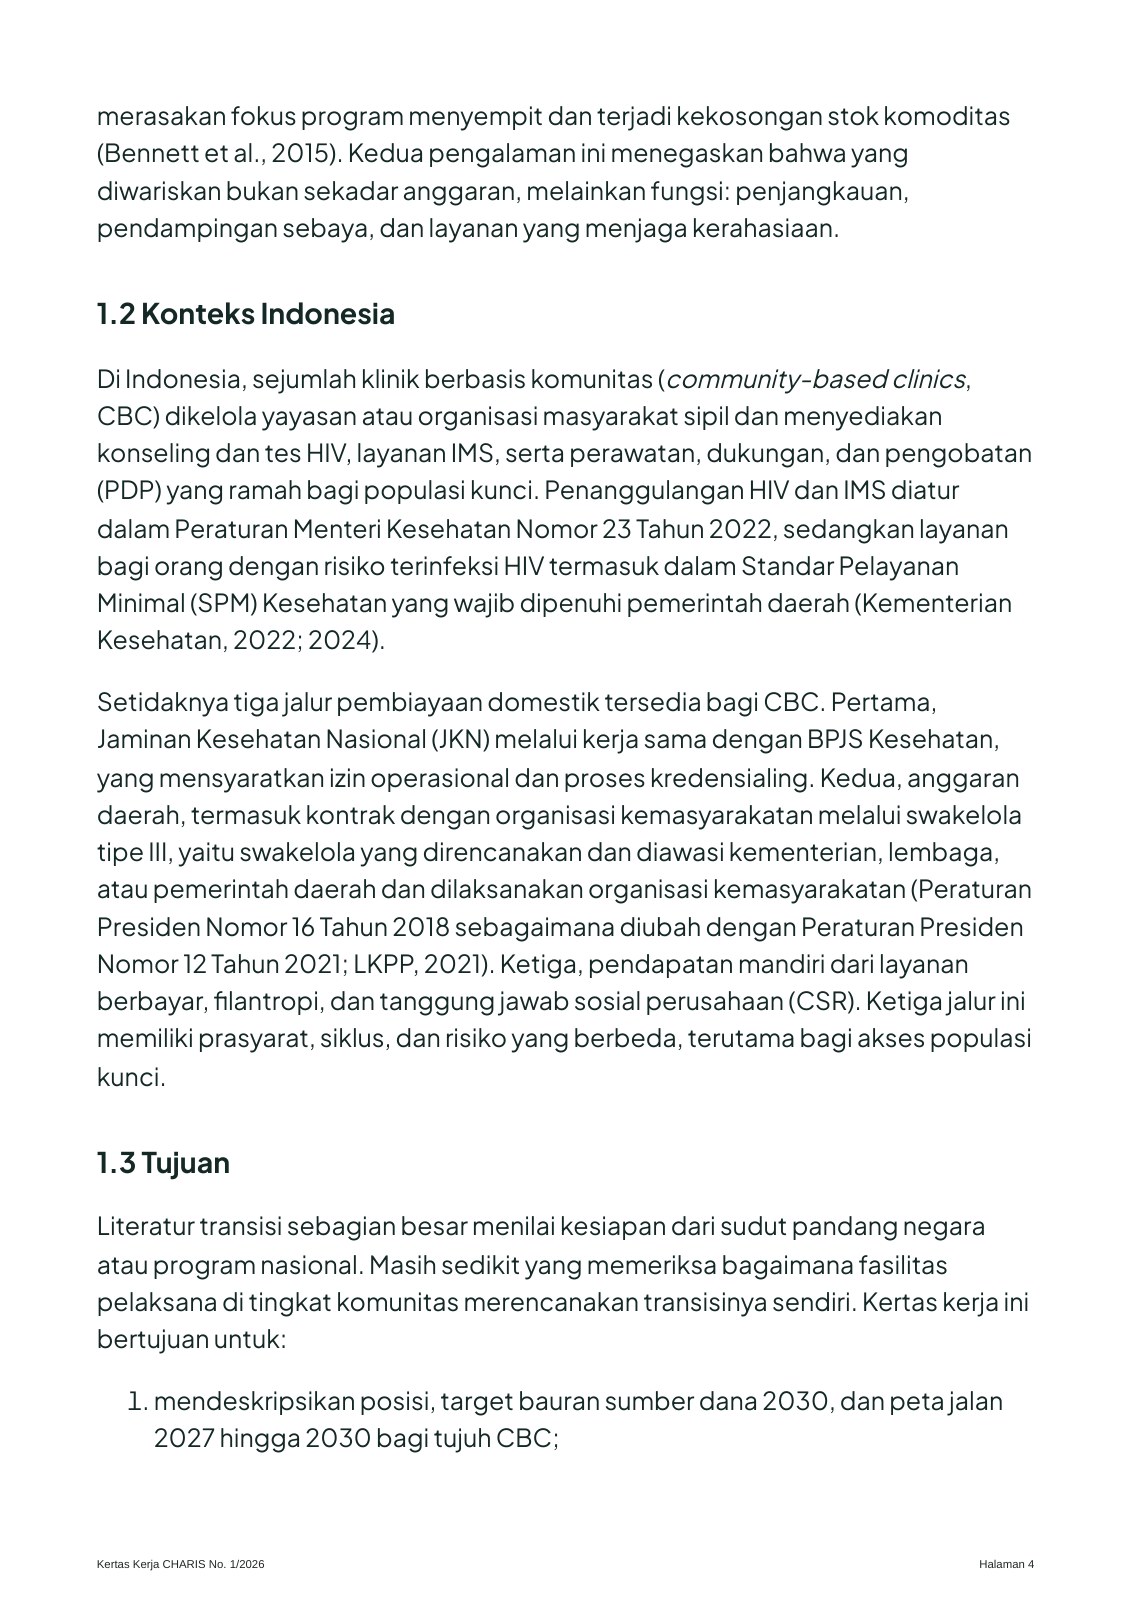 merasakan fokus program menyempit dan terjadi kekosongan stok komoditas
(Bennett et al., 2015). Kedua pengalaman ini menegaskan bahwa yang
diwariskan bukan sekadar anggaran, melainkan fungsi: penjangkauan,
pendampingan sebaya, dan layanan yang menjaga kerahasiaan.
1.2 Konteks Indonesia
Di Indonesia, sejumlah klinik berbasis komunitas (community-based clinics,
CBC) dikelola yayasan atau organisasi masyarakat sipil dan menyediakan
konseling dan tes HIV, layanan IMS, serta perawatan, dukungan, dan pengobatan
(PDP) yang ramah bagi populasi kunci. Penanggulangan HIV dan IMS diatur
dalam Peraturan Menteri Kesehatan Nomor 23 Tahun 2022, sedangkan layanan
bagi orang dengan risiko terinfeksi HIV termasuk dalam Standar Pelayanan
Minimal (SPM) Kesehatan yang wajib dipenuhi pemerintah daerah (Kementerian
Kesehatan, 2022; 2024).
Setidaknya tiga jalur pembiayaan domestik tersedia bagi CBC. Pertama,
Jaminan Kesehatan Nasional (JKN) melalui kerja sama dengan BPJS Kesehatan,
yang mensyaratkan izin operasional dan proses kredensialing. Kedua, anggaran
daerah, termasuk kontrak dengan organisasi kemasyarakatan melalui swakelola
tipe III, yaitu swakelola yang direncanakan dan diawasi kementerian, lembaga,
atau pemerintah daerah dan dilaksanakan organisasi kemasyarakatan (Peraturan
Presiden Nomor 16 Tahun 2018 sebagaimana diubah dengan Peraturan Presiden
Nomor 12 Tahun 2021; LKPP, 2021). Ketiga, pendapatan mandiri dari layanan
berbayar, filantropi, dan tanggung jawab sosial perusahaan (CSR). Ketiga jalur ini
memiliki prasyarat, siklus, dan risiko yang berbeda, terutama bagi akses populasi
kunci.
1.3 Tujuan
Literatur transisi sebagian besar menilai kesiapan dari sudut pandang negara
atau program nasional. Masih sedikit yang memeriksa bagaimana fasilitas
pelaksana di tingkat komunitas merencanakan transisinya sendiri. Kertas kerja ini
bertujuan untuk:
1. mendeskripsikan posisi, target bauran sumber dana 2030, dan peta jalan
2027 hingga 2030 bagi tujuh CBC;
Kertas Kerja CHARIS No. 1/2026
Halaman 4